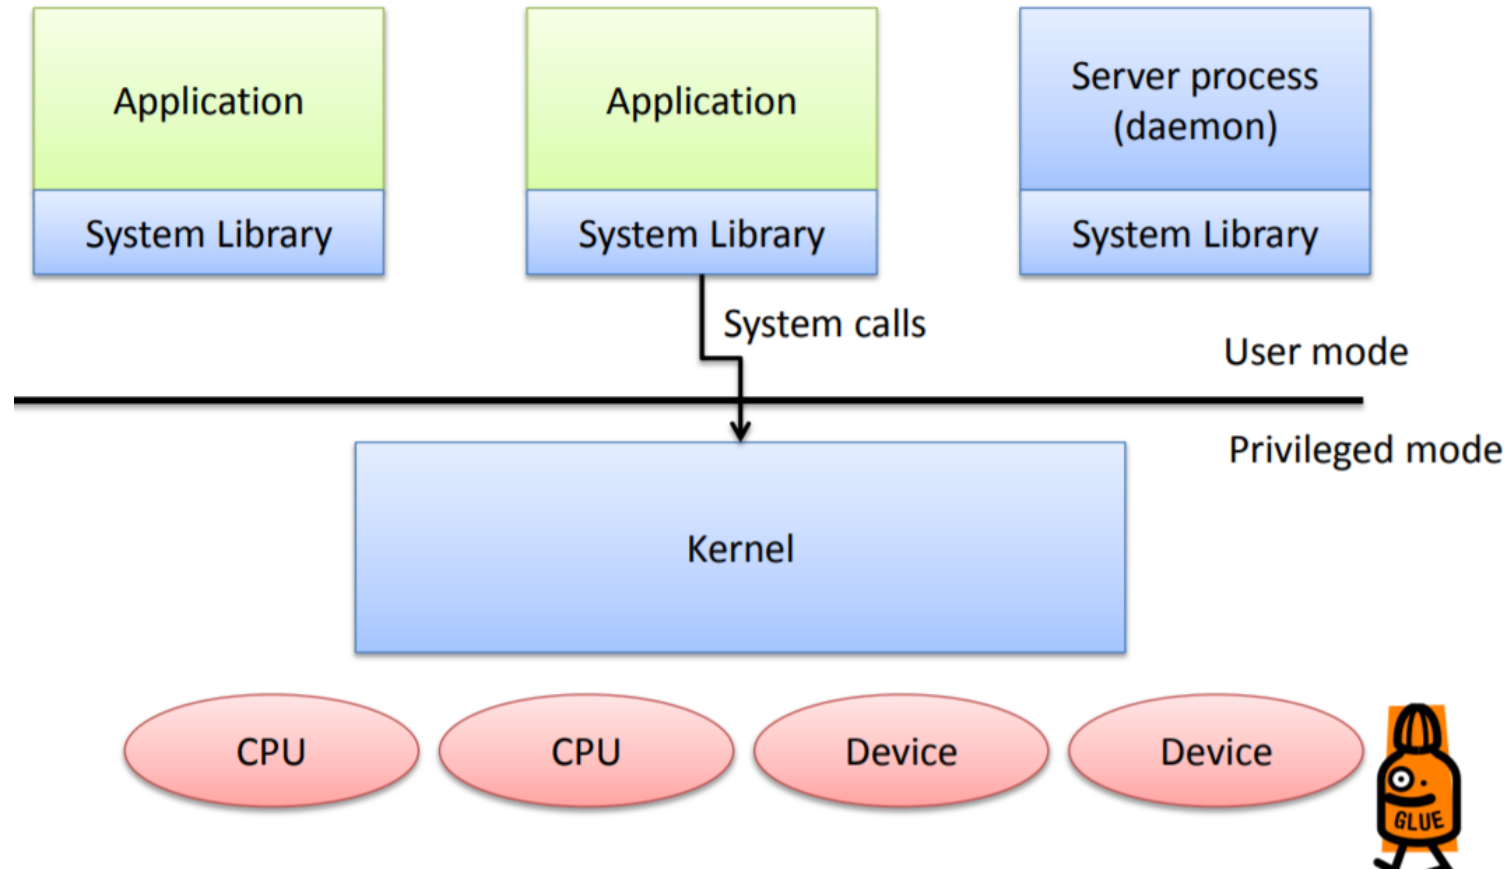 Application
Application
Server process
(daemon)
System Library
System Library
System Library
System calls
User mode
Privileged mode
Kernel
CPU
CPU
Device
Device
GLUE